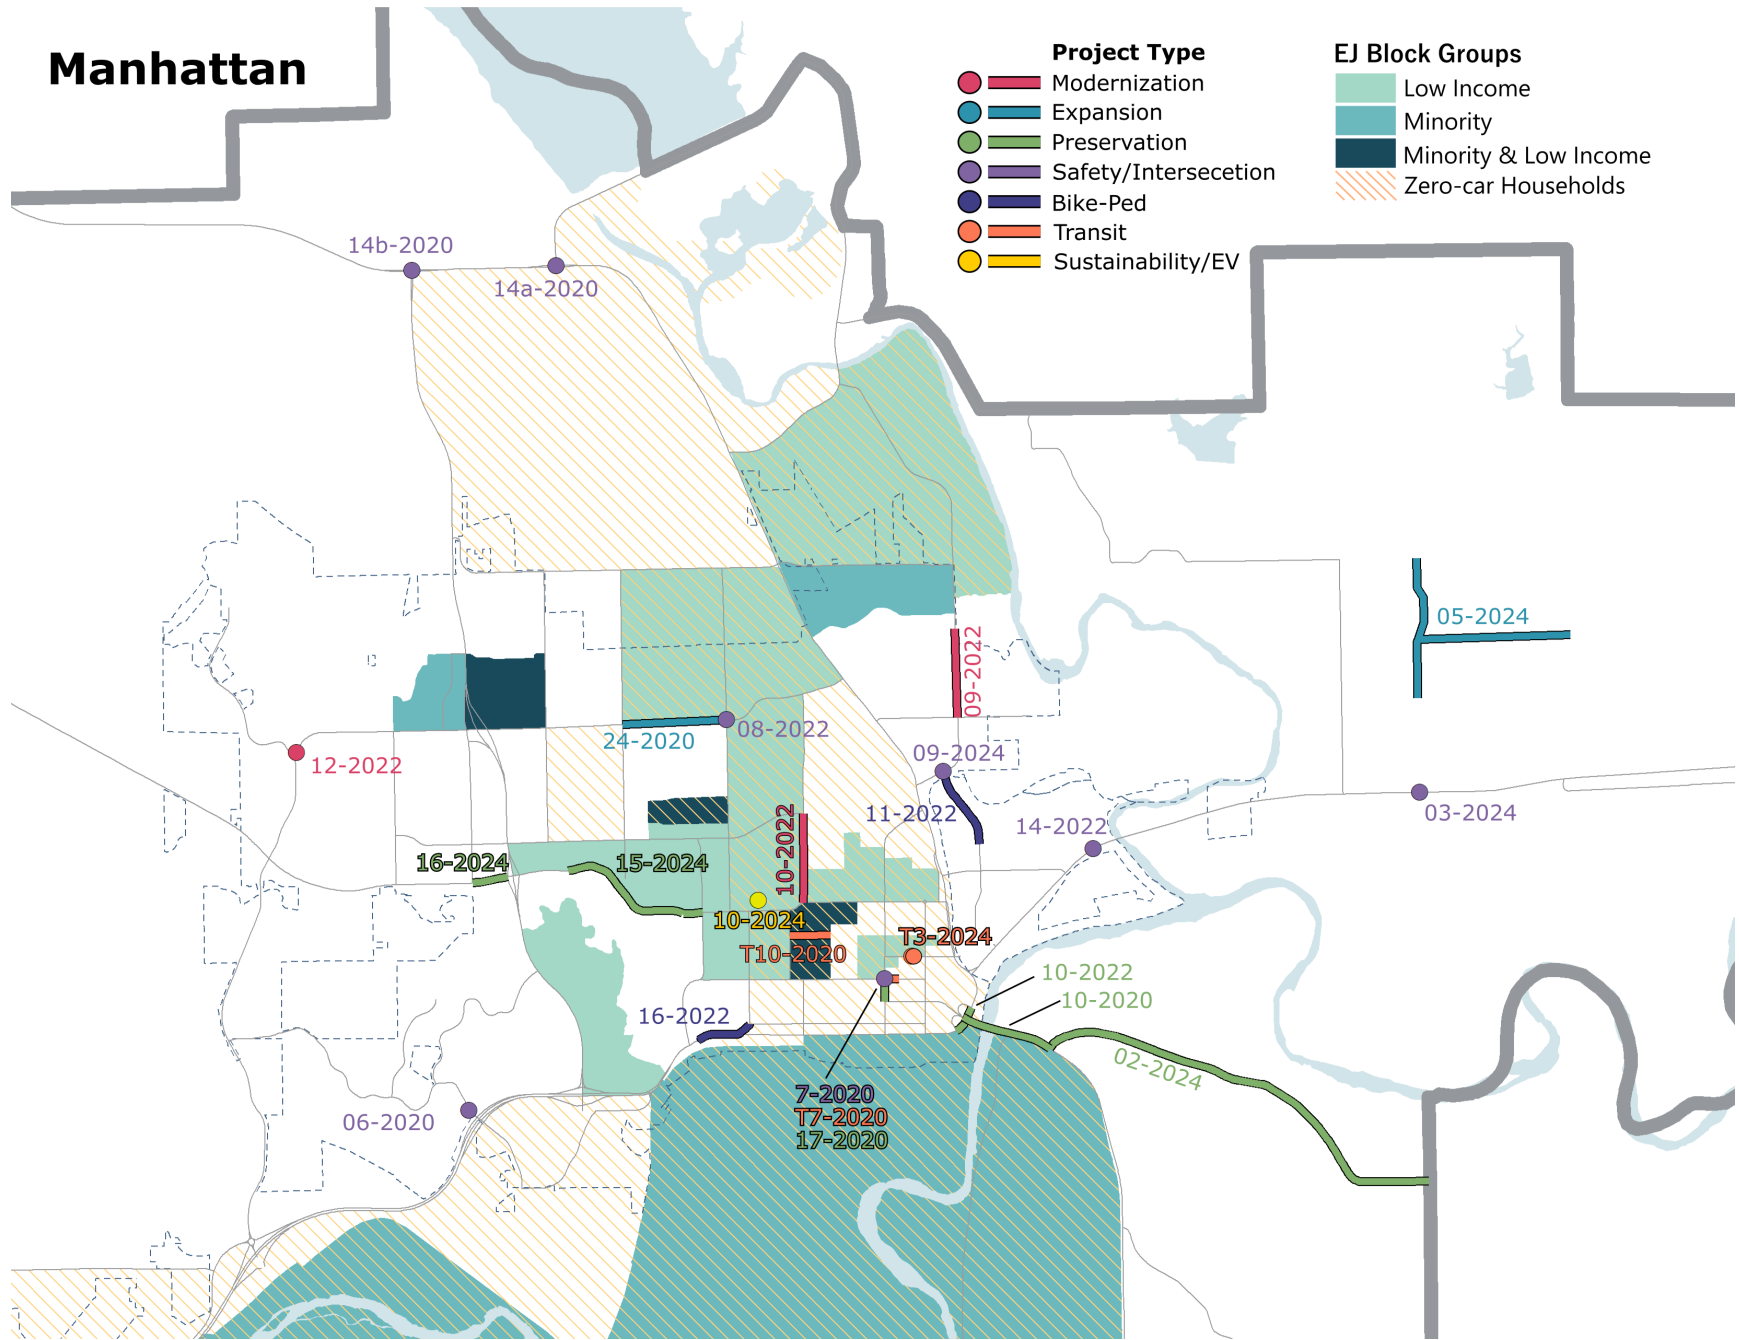 Manhattan
Project Type
Modernization
Expansion
Preservation
Safety/Intersecetion
Bike-Ped
Transit
Sustainability/EV
EJ Block Groups
Low Income
Minority
Minority & Low Income
Zero-car Households
14b-2020
14a-2020
05-2024
09-2022
24-2020
08-2022
12-2022
09-2024
11-2022
14-2022
03-2024
10-2022
16-2024
15-2024
10-2024
T10-2020
T3-2024
10-2022
10-2020
16-2022
02-2024
7-2020
T7-2020
17-2020
06-2020